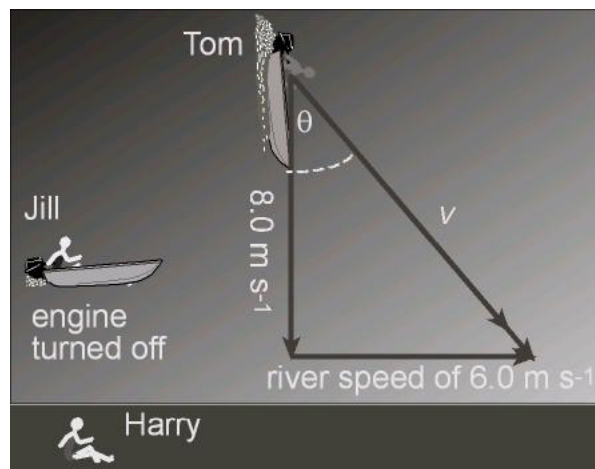 Tom
θ
8.0 m s-1
v
Jill
engine
turned off
river speed of 6.0 m s-1
Harry